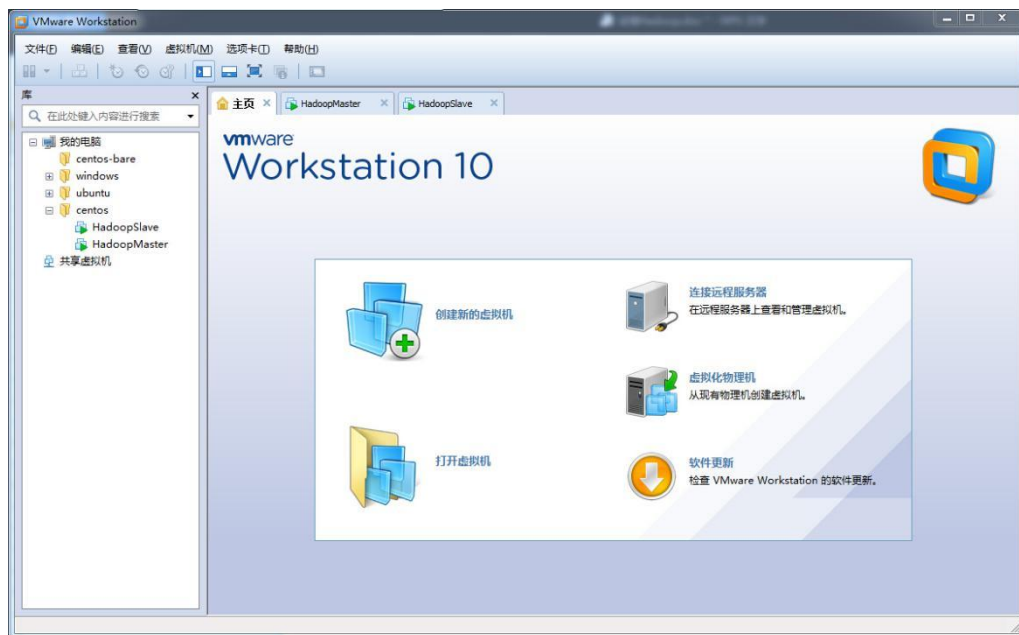 VMware Workstation
文件(F) 编辑(E) 查看(V) 虚拟机(M) 选项卡(T) 帮助(H)
库
在此处键入内容进行搜索
我的电脑
centos-bare
windows
ubuntu
centos
HadoopSlave
HadoopMaster
共享虚拟机
主页 HadoopMaster HadoopSlave
vmware
Workstation 10
创建新的虚拟机
打开虚拟机
连接远程服务器
在远程服务器上查看和管理虚拟机。
虚拟化物理机
从现有物理机创建虚拟机。
软件更新
检查 VMware Workstation 的软件更新。